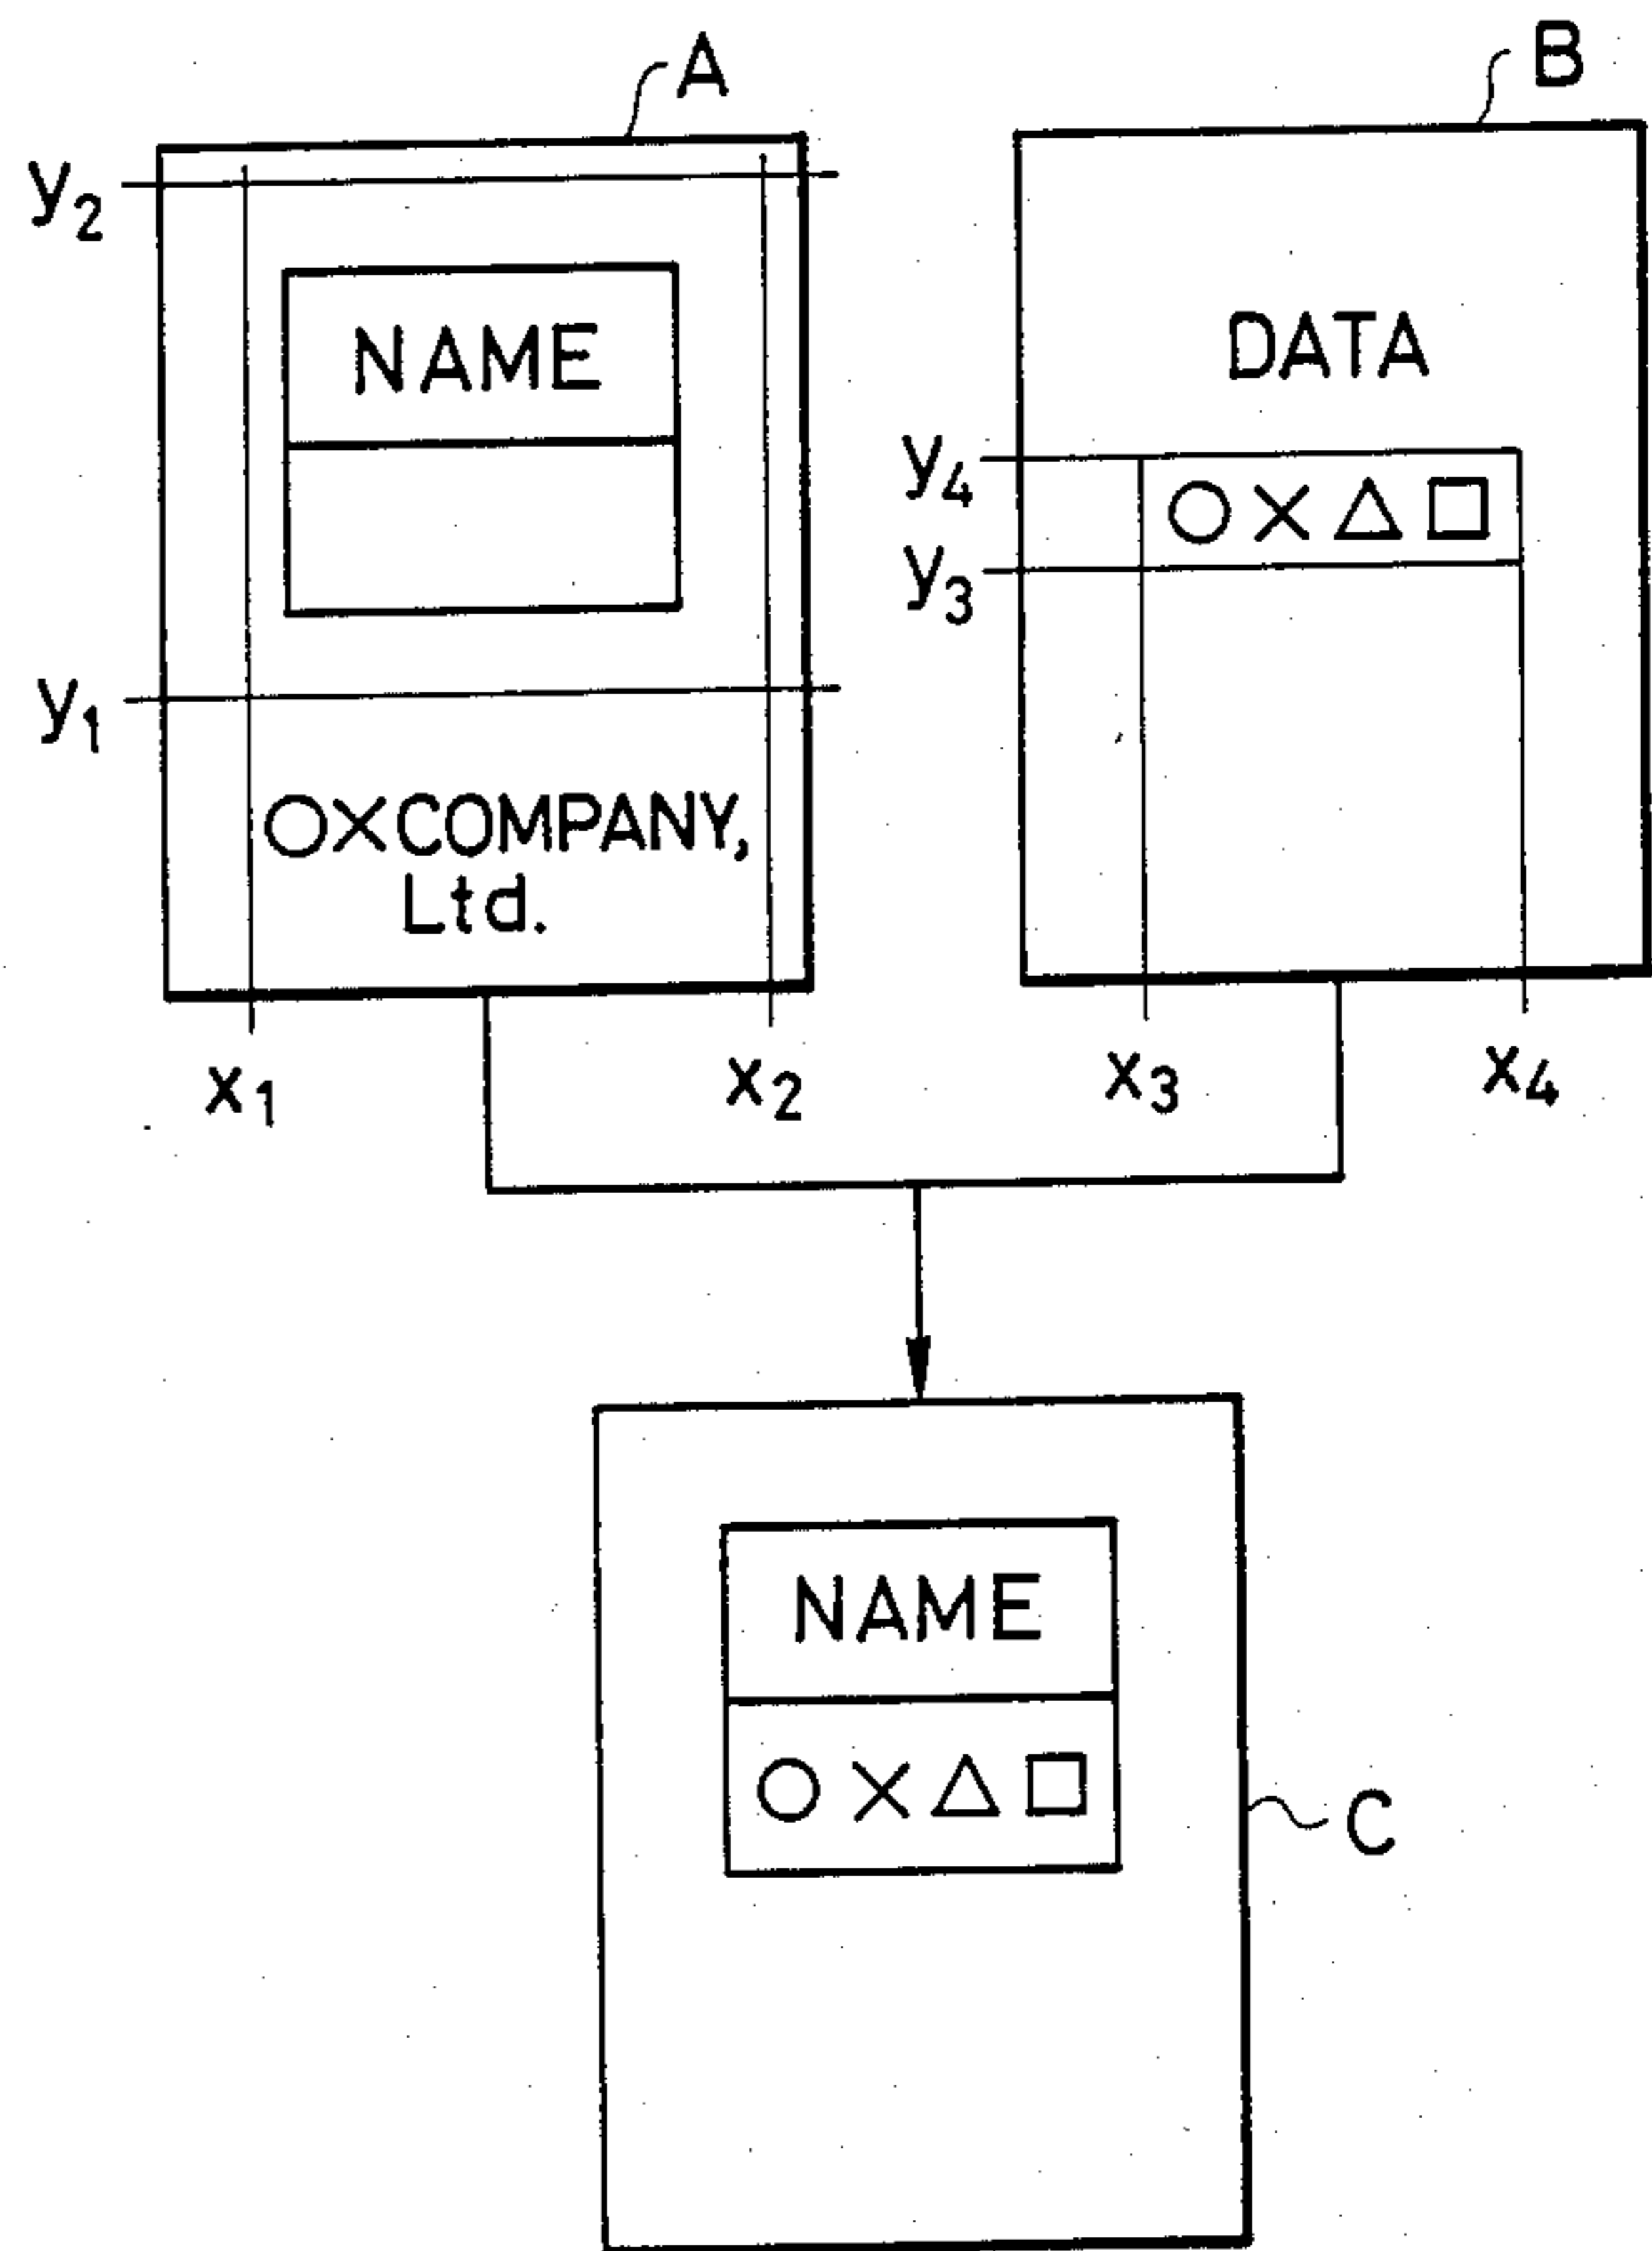 A
B
y₂
NAME
DATA
y₄
○×△□
y₃
y₁
○×COMPANY,
Ltd.
x₁
x₂
x₃
x₄
NAME
○×△□
C